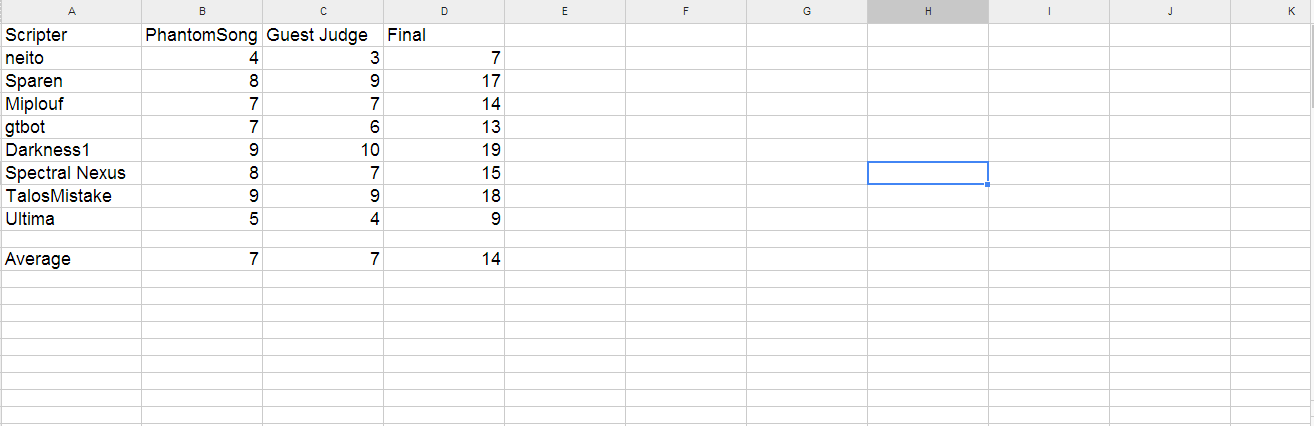 A B C D E F G H I J K
Scripter PhantomSong Guest Judge Final
neito 4 3 7
Sparen 8 9 17
Miplouf 7 7 14
gtbot 7 6 13
Darkness1 9 10 19
Spectral Nexus 8 7 15
TalosMistake 9 9 18
Ultima 5 4 9
Average 7 7 14